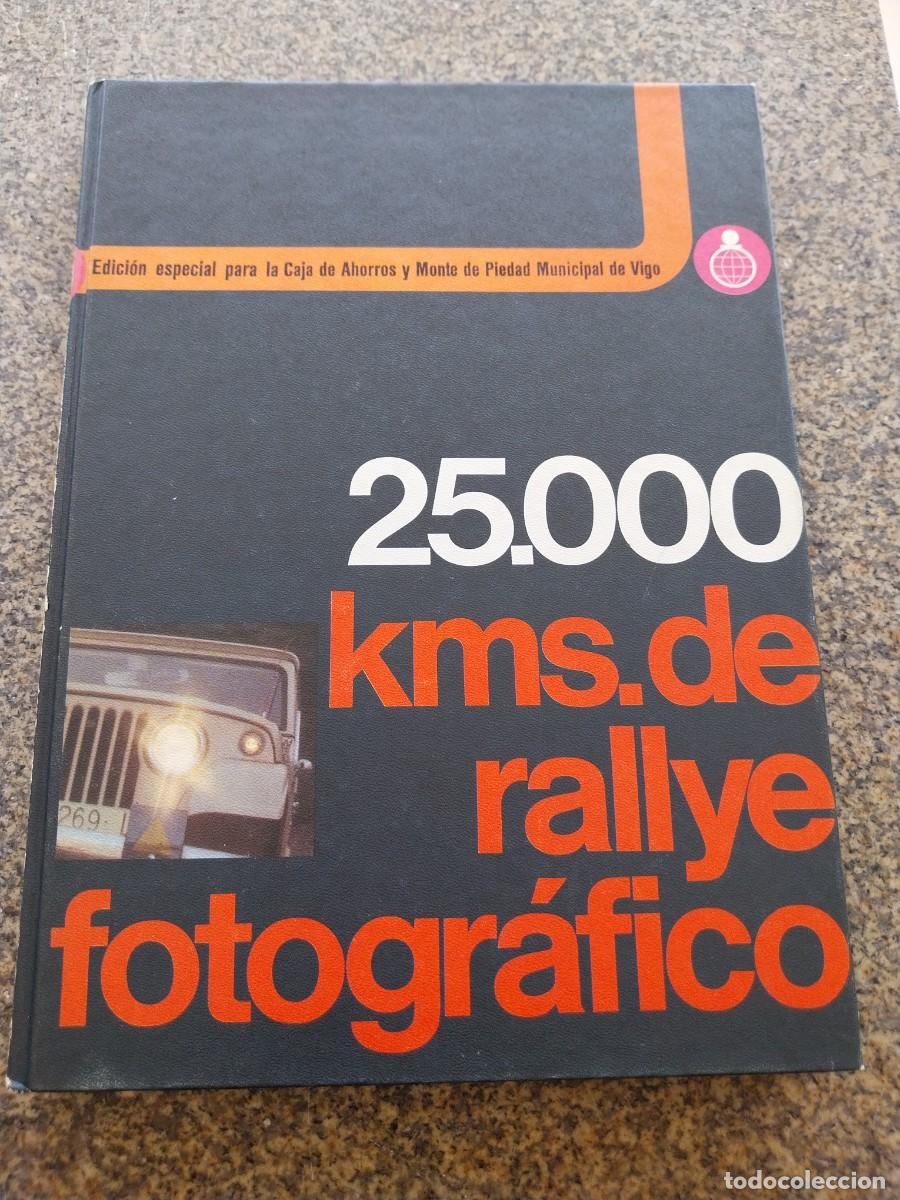 Edición especial para la Caja de Ahorros y Monte de Piedad Municipal de Vigo
25.000
kms.de
rallye
fotográfico
269-L
todocoleccion